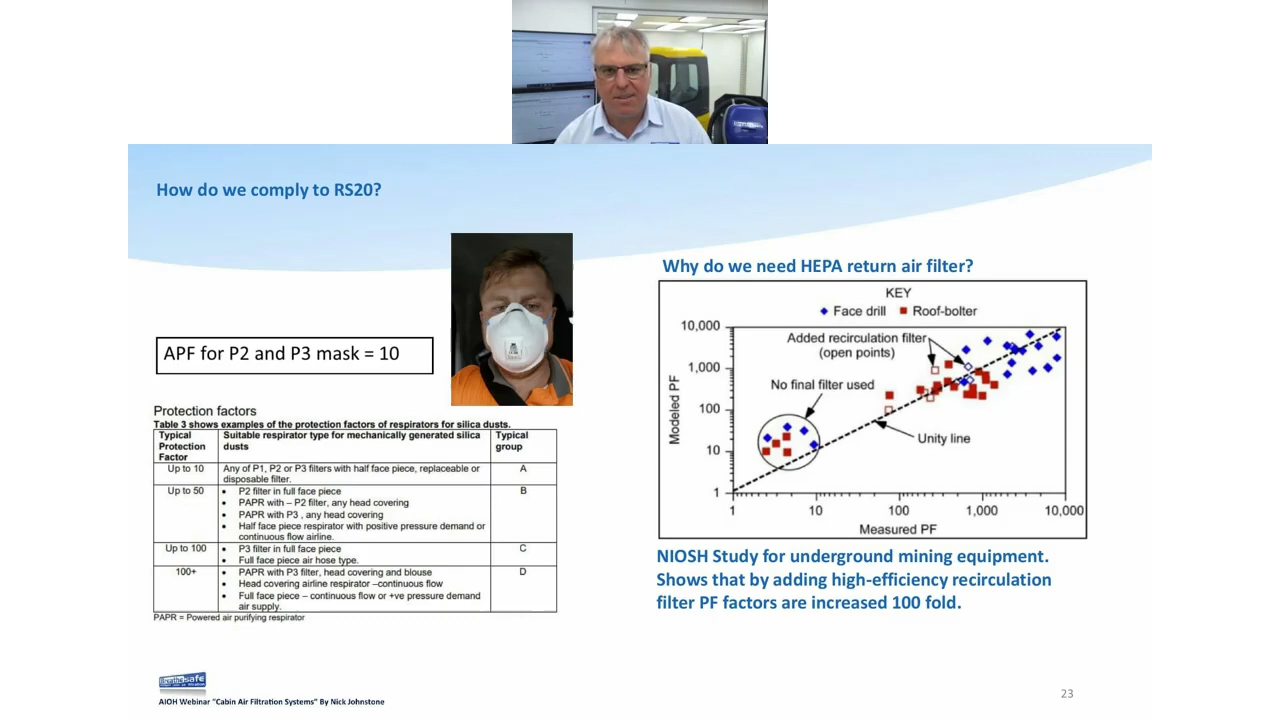 How do we comply to RS20?
APF for P2 and P3 mask = 10
Protection factors
Table 3 shows examples of the protection factors of respirators for silica dusts.
Typical Protection Factor
Suitable respirator type for mechanically generated silica dusts
Typical group
Up to 10
Any of P1, P2 or P3 filters with half face piece, replaceable or disposable filter.
A
Up to 50
• P2 filter in full face piece
• PAPR with – P2 filter, any head covering
• PAPR with P3 , any head covering
• Half face piece respirator with positive pressure demand or continuous flow airline.
B
Up to 100
• P3 filter in full face piece
• Full face piece air hose type.
C
100+
• PAPR with P3 filter, head covering and blouse
• Head covering airline respirator –continuous flow
• Full face piece – continuous flow or +ve pressure demand air supply.
D
PAPR = Powered air purifying respirator
Why do we need HEPA return air filter?
KEY
Face drill
Roof-bolter
10,000
1,000
100
10
1
Modeled PF
Added recirculation filter
(open points)
No final filter used
Unity line
1
10
100
1,000
10,000
Measured PF
NIOSH Study for underground mining equipment.
Shows that by adding high-efficiency recirculation
filter PF factors are increased 100 fold.
Breathe safe
AIOH Webinar “Cabin Air Filtration Systems” By Nick Johnstone
23